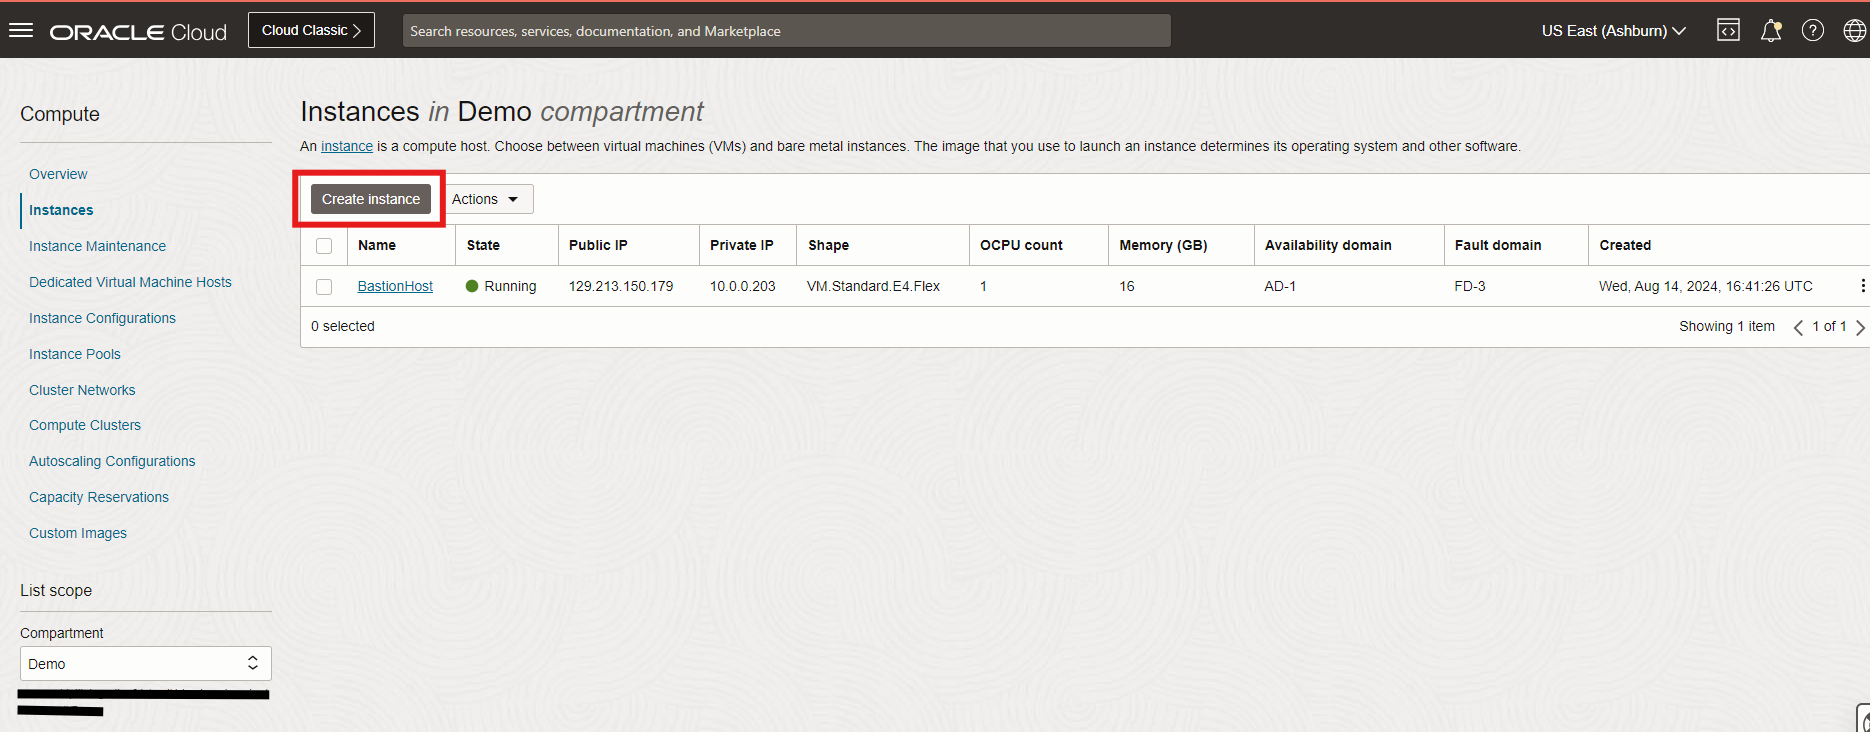 ORACLE Cloud
Cloud Classic
Search resources, services, documentation, and Marketplace
US East (Ashburn)
Compute
Overview
Instances
Instance Maintenance
Dedicated Virtual Machine Hosts
Instance Configurations
Instance Pools
Cluster Networks
Compute Clusters
Autoscaling Configurations
Capacity Reservations
Custom Images
List scope
Compartment
Demo
Instances in Demo compartment
An instance is a compute host. Choose between virtual machines (VMs) and bare metal instances. The image that you use to launch an instance determines its operating system and other software.
Create instance Actions
Name State Public IP Private IP Shape OCPU count Memory (GB) Availability domain Fault domain Created
BastionHost Running 129.213.150.179 10.0.0.203 VM.Standard.E4.Flex 1 16 AD-1 FD-3 Wed, Aug 14, 2024, 16:41:26 UTC
0 selected Showing 1 item 1 of 1